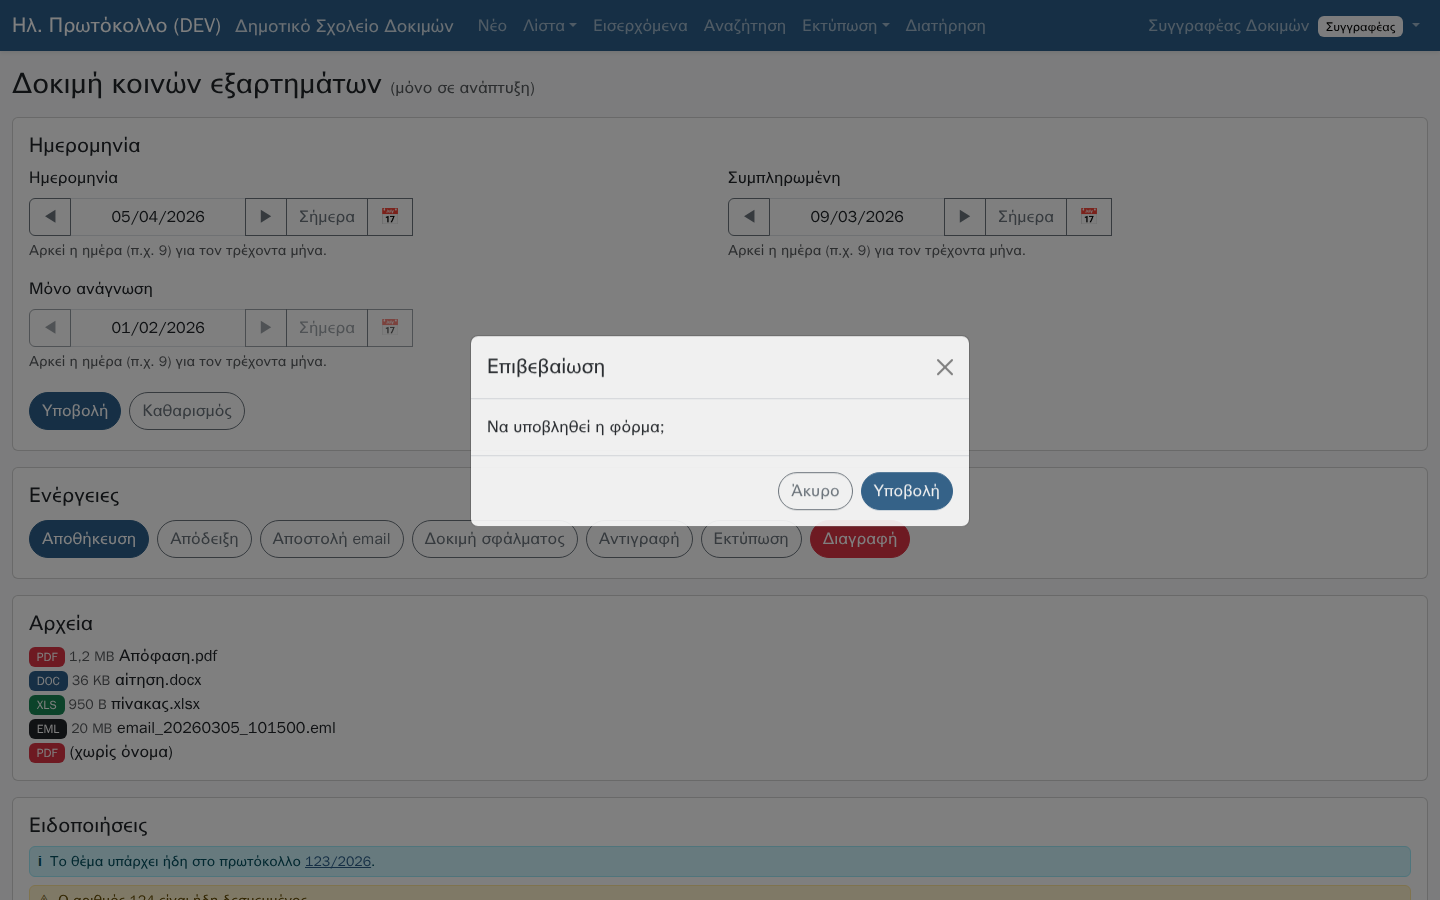 Ηλ. Πρωτόκολλο (DEV) Δημοτικό Σχολείο Δοκιμών Νέο Λίστα Εισερχόμενα Αναζήτηση Εκτύπωση Διατήρηση Συγγραφέας Δοκιμών Συγγραφέας
Δοκιμή κοινών εξαρτημάτων (μόνο σε ανάπτυξη)
Ημερομηνία
Ημερομηνία Συμπληρωμένη
◀ 05/04/2026 ▶ Σήμερα 📅 ◀ 09/03/2026 ▶ Σήμερα 📅
Αρκεί η ημέρα (π.χ. 9) για τον τρέχοντα μήνα. Αρκεί η ημέρα (π.χ. 9) για τον τρέχοντα μήνα.
Μόνο ανάγνωση
◀ 01/02/2026 ▶ Σήμερα 📅
Αρκεί η ημέρα (π.χ. 9) για τον τρέχοντα μήνα.
Υποβολή Καθαρισμός
Επιβεβαίωση
Να υποβληθεί η φόρμα;
Άκυρο Υποβολή
Ενέργειες
Αποθήκευση Απόδειξη Αποστολή email Δοκιμή σφάλματος Αντιγραφή Εκτύπωση Διαγραφή
Αρχεία
PDF 1,2 MB Απόφαση.pdf
DOC 36 KB αίτηση.docx
XLS 950 B πίνακας.xlsx
EML 20 MB email_20260305_101500.eml
PDF (χωρίς όνομα)
Ειδοποιήσεις
ℹ Το θέμα υπάρχει ήδη στο πρωτόκολλο 123/2026.
⚠ Ο αριθμός 124 είναι ήδη δεσμευμένος.